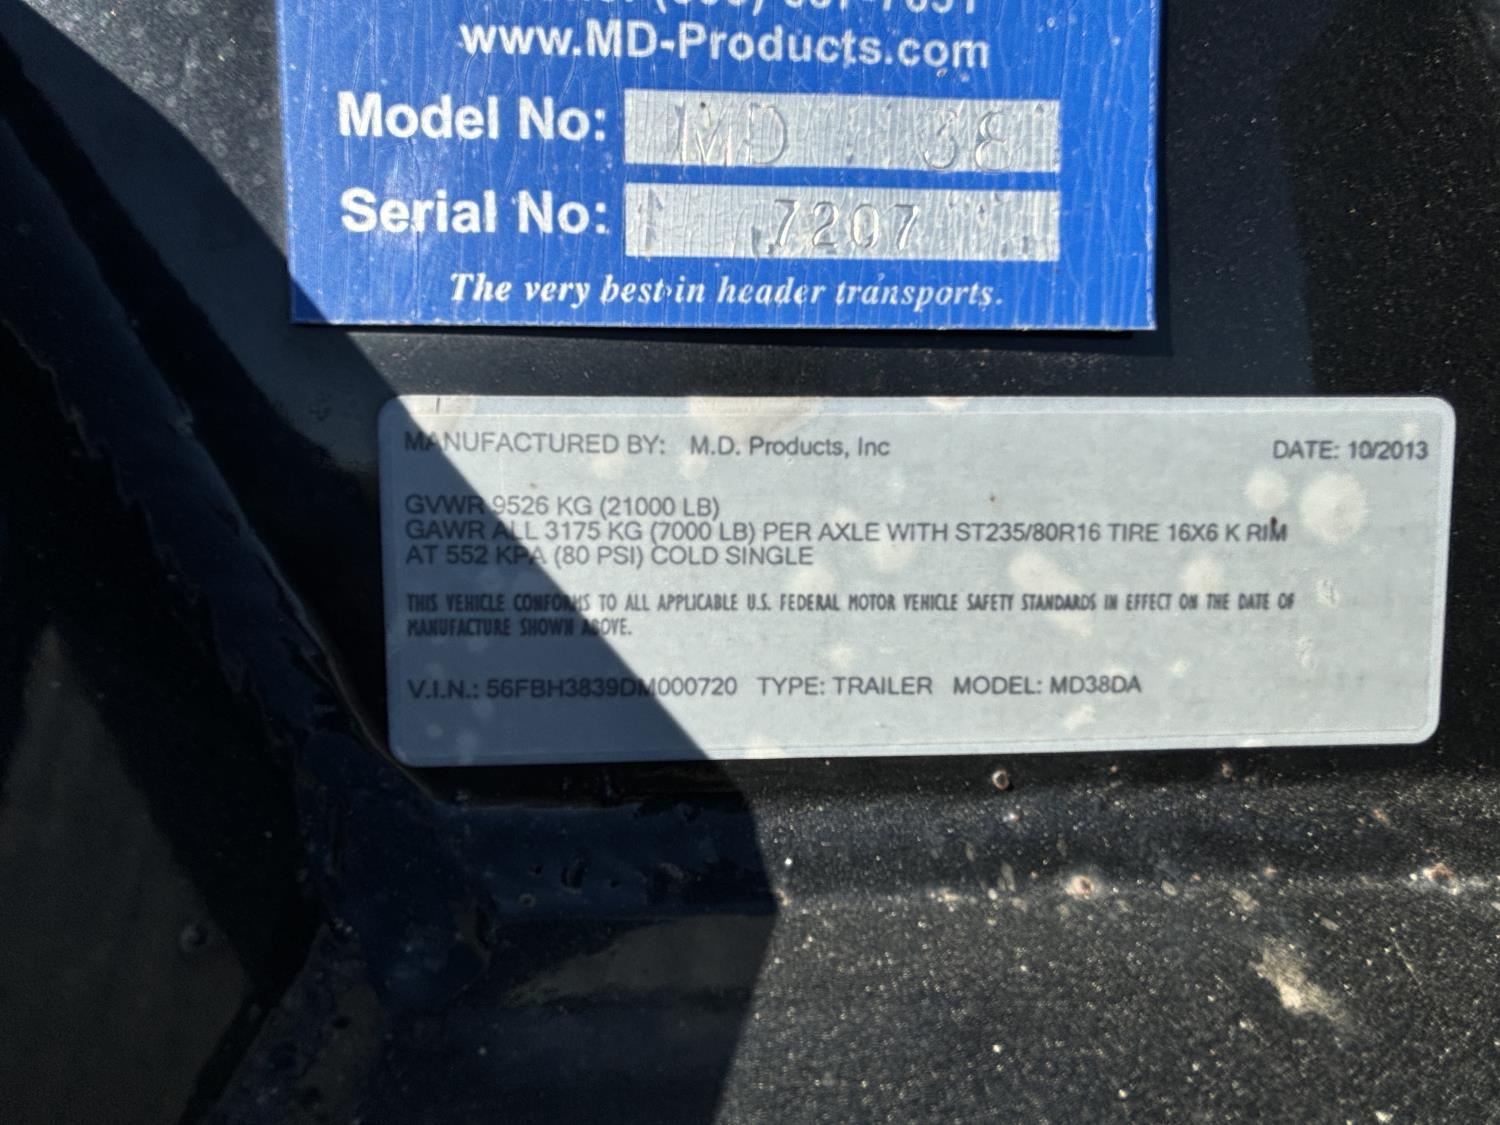 www.MD-Products.com
Model No: MD 38
Serial No: 7207
The very best in header transports.
MANUFACTURED BY: M.D. Products, Inc DATE: 10/2013
GVWR 9526 KG (21000 LB)
GAWR ALL 3175 KG (7000 LB) PER AXLE WITH ST235/80R16 TIRE 16X6 K RIM
AT 552 KPA (80 PSI) COLD SINGLE
THIS VEHICLE CONFORMS TO ALL APPLICABLE U.S. FEDERAL MOTOR VEHICLE SAFETY STANDARDS IN EFFECT ON THE DATE OF
MANUFACTURE SHOWN ABOVE.
V.I.N.: 56FBH3839DM000720 TYPE: TRAILER MODEL: MD38DA